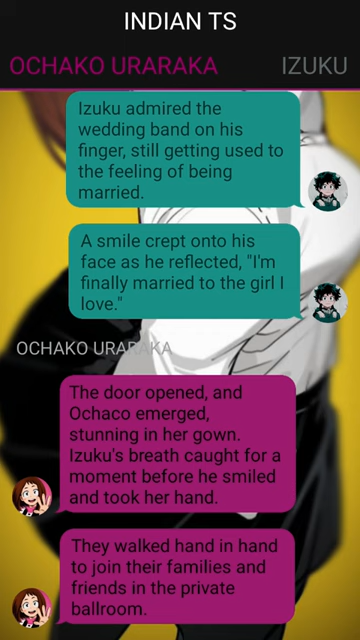 INDIAN TS
OCHAKO URARAKA IZUKU
Izuku admired the
wedding band on his
finger, still getting used to
the feeling of being
married.
A smile crept onto his
face as he reflected, "I'm
finally married to the girl I
love."
OCHAKO URARAKA
The door opened, and
Ochaco emerged,
stunning in her gown.
Izuku's breath caught for a
moment before he smiled
and took her hand.
They walked hand in hand
to join their families and
friends in the private
ballroom.